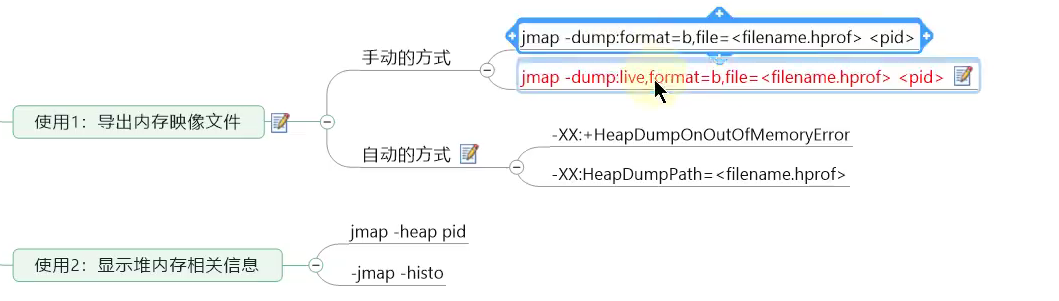 使用1：导出内存映像文件
手动的方式
jmap -dump:format=b,file=<filename.hprof> <pid>
jmap -dump:live,format=b,file=<filename.hprof> <pid>
自动的方式
-XX:+HeapDumpOnOutOfMemoryError
-XX:HeapDumpPath=<filename.hprof>
使用2：显示堆内存相关信息
jmap -heap pid
-jmap -histo